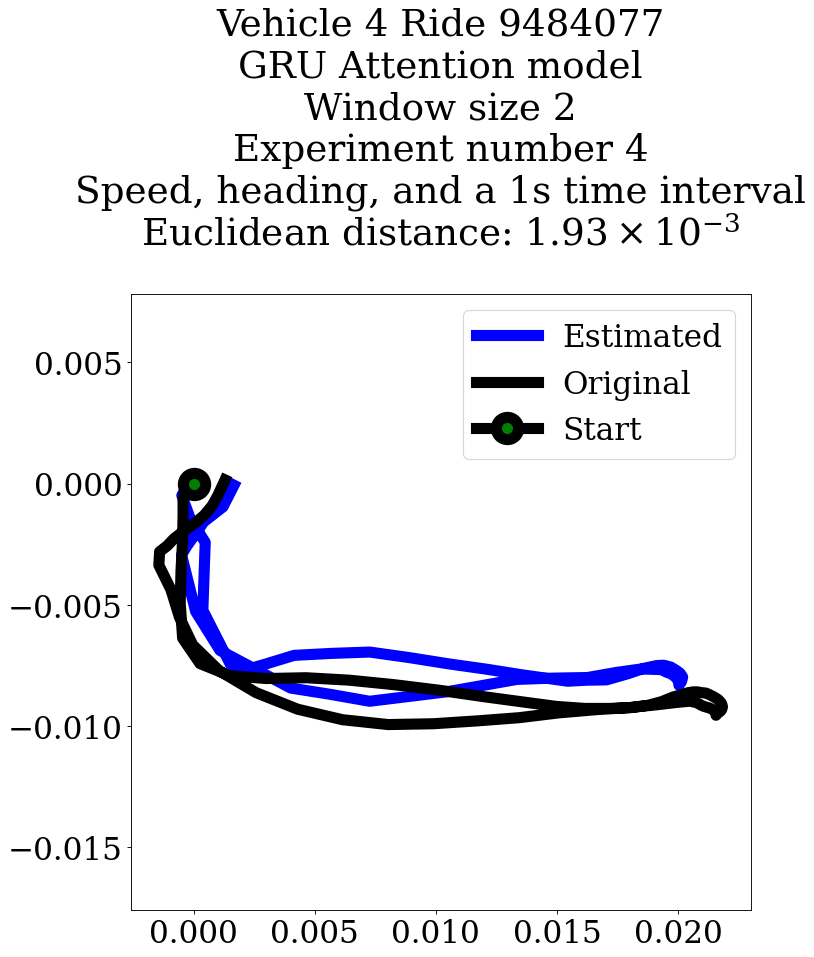 Vehicle 4 Ride 9484077
GRU Attention model
Window size 2
Experiment number 4
Speed, heading, and a 1s time interval
Euclidean distance: 1.93 × 10⁻³
Estimated
Original
Start
0.005
0.000
−0.005
−0.010
−0.015
0.000 0.005 0.010 0.015 0.020